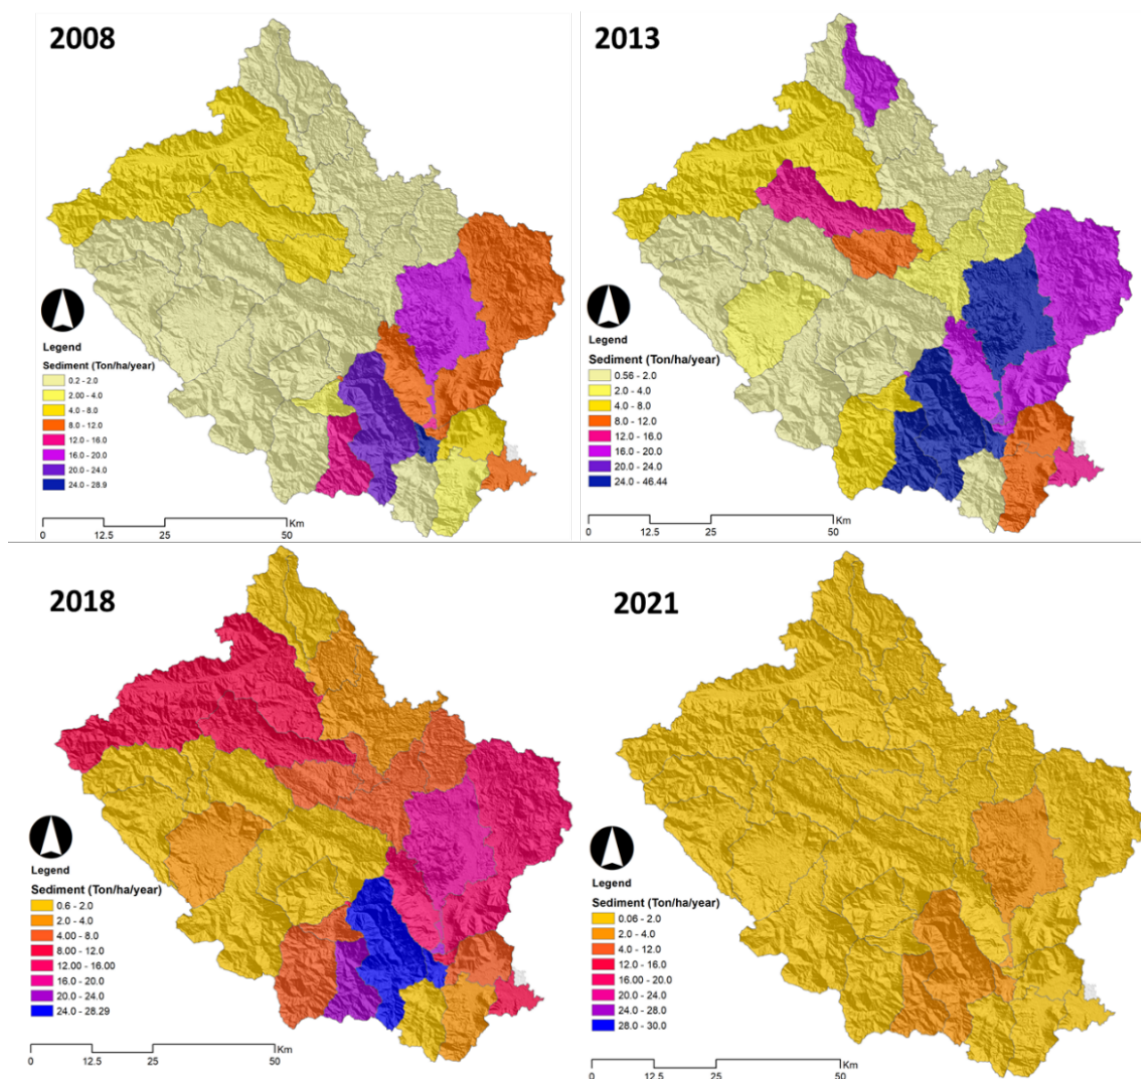 2008
Legend
Sediment (Ton/ha/year)
0.2 - 2.0
2.00 - 4.0
4.0 - 8.0
8.0 - 12.0
12.0 - 16.0
16.0 - 20.0
20.0 - 24.0
24.0 - 28.9
Km
0 12.5 25 50
2013
Legend
Sediment (Ton/ha/year)
0.56 - 2.0
2.0 - 4.0
4.0 - 8.0
8.0 - 12.0
12.0 - 16.0
16.0 - 20.0
20.0 - 24.0
24.0 - 46.44
Km
0 12.5 25 50
2018
Legend
Sediment (Ton/ha/year)
0.6 - 2.0
2.0 - 4.0
4.00 - 8.0
8.00 - 12.0
12.00 - 16.00
16.0 - 20.0
20.0 - 24.0
24.0 - 28.29
Km
0 12.5 25 50
2021
Legend
Sediment (Ton/ha/year)
0.06 - 2.0
2.0 - 4.0
4.0 - 12.0
12.0 - 16.0
16.00 - 20.0
20.0 - 24.0
24.0 - 28.0
28.0 - 30.0
Km
0 12.5 25 50